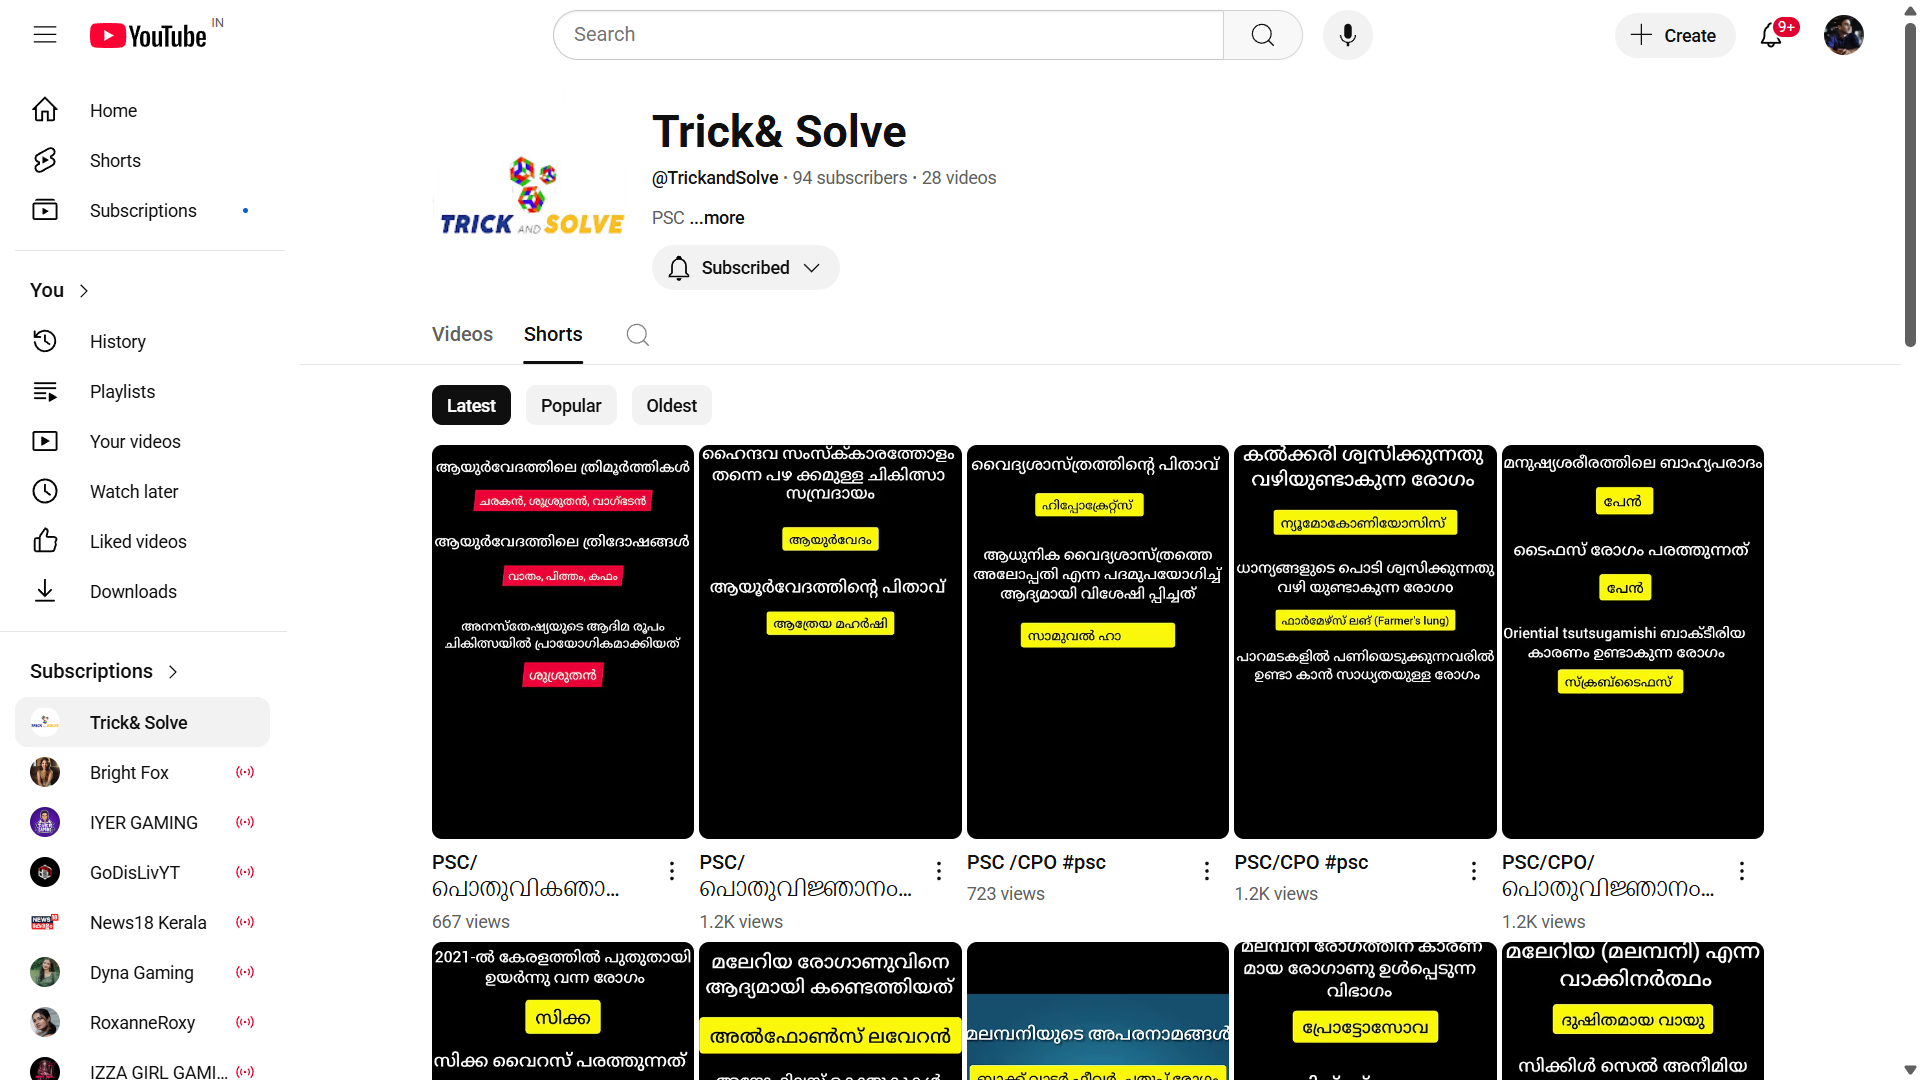 YouTube IN
Search
Create
9+
Home
Shorts
Subscriptions
You
History
Playlists
Your videos
Watch later
Liked videos
Downloads
Subscriptions
Trick& Solve
Bright Fox
IYER GAMING
GoDisLivYT
News18 Kerala
Dyna Gaming
RoxanneRoxy
IZZA GIRL GAMI...
TRICK AND SOLVE
Trick& Solve
@TrickandSolve · 94 subscribers · 28 videos
PSC ...more
Subscribed
Videos
Shorts
Latest
Popular
Oldest
ആയുർവേദത്തിലെ ത്രിമൂർത്തികൾ
ചരകൻ, ശുശ്രുതൻ, വാഗ്ഭടൻ
ആയുർവേദത്തിലെ ത്രിദോഷങ്ങൾ
വാതം, പിത്തം, കഫം
അനസ്തേഷ്യയുടെ ആദിമ രൂപം
ചികിത്സയിൽ പ്രായോഗികമാക്കിയത്
ശുശ്രുതൻ
PSC/
പൊതുവികഞാ...
667 views
ഹൈന്ദവ സംസ്ക്കാരത്തോളം
തന്നെ പഴ ക്കമുള്ള ചികിത്സാ
സമ്പ്രദായം
ആയുർവേദം
ആയൂർവേദത്തിന്റെ പിതാവ്
ആത്രേയ മഹർഷി
PSC/
പൊതുവിജ്ഞാനം...
1.2K views
വൈദ്യശാസ്ത്രത്തിന്റെ പിതാവ്
ഹിപ്പോക്രേറ്റ്സ്
ആധുനിക വൈദ്യശാസ്ത്രത്തെ
അലോപ്പതി എന്ന പദമുപയോഗിച്ച്
ആദ്യമായി വിശേഷി പ്പിച്ചത്
സാമുവൽ ഹാ
PSC /CPO #psc
723 views
കൽക്കരി ശ്വസിക്കുന്നതു
വഴിയുണ്ടാകുന്ന രോഗം
ന്യൂമോകോണിയോസിസ്
ധാന്യങ്ങളുടെ പൊടി ശ്വസിക്കുന്നതു
വഴി യുണ്ടാകുന്ന രോഗം
ഫാർമേഴ്സ് ലങ് (Farmer's lung)
പാറമടകളിൽ പണിയെടുക്കുന്നവരിൽ
ഉണ്ടാ കാൻ സാധ്യതയുള്ള രോഗം
PSC/CPO #psc
1.2K views
മനുഷ്യശരീരത്തിലെ ബാഹ്യപരാദം
പേൻ
ടൈഫസ് രോഗം പരത്തുന്നത്
പേൻ
Oriential tsutsugamishi ബാക്ടീരിയ
കാരണം ഉണ്ടാകുന്ന രോഗം
സ്ക്രബ്ടൈഫസ്
PSC/CPO/
പൊതുവിജ്ഞാനം...
1.2K views
2021-ൽ കേരളത്തിൽ പുതുതായി
ഉയർന്നു വന്ന രോഗം
സിക്ക
സിക്ക വൈറസ് പരത്തുന്നത്
മലേറിയ രോഗാണുവിനെ
ആദ്യമായി കണ്ടെത്തിയത്
അൽഫോൺസ് ലവേറൻ
മലമ്പനിയുടെ അപരനാമങ്ങൾ
മലമ്പനി രോഗത്തിന് കാരണ
മായ രോഗാണു ഉൾപ്പെടുന്ന
വിഭാഗം
പ്രോട്ടോസോവ
മലേറിയ (മലമ്പനി) എന്ന
വാക്കിനർത്ഥം
ദുഷിതമായ വായു
സിക്കിൾ സെൽ അനീമിയ